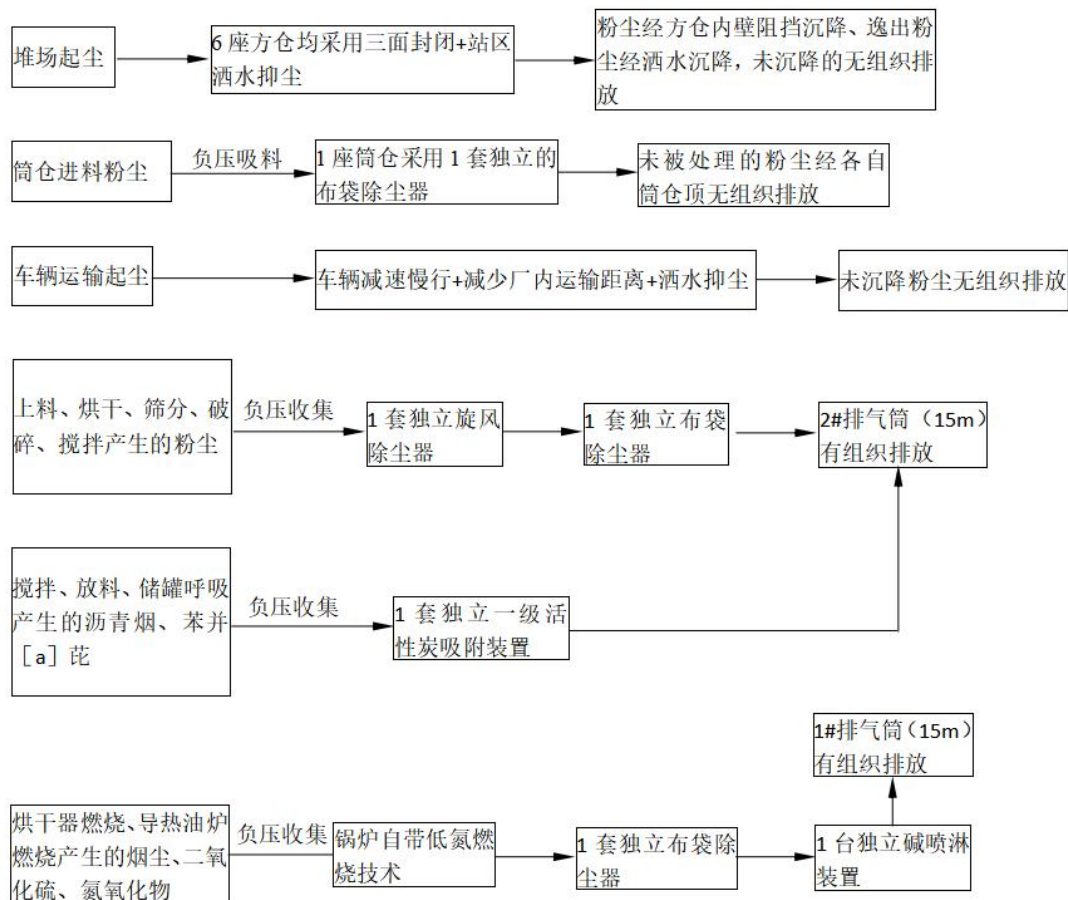 堆场起尘
6 座方仓均采用三面封闭+站区
洒水抑尘
粉尘经方仓内壁阻挡沉降、逸出粉
尘经洒水沉降，未沉降的无组织排
放
筒仓进料粉尘
负压吸料
1 座筒仓采用 1 套独立的
布袋除尘器
未被处理的粉尘经各自
筒仓顶无组织排放
车辆运输起尘
车辆减速慢行+减少厂内运输距离+洒水抑尘
未沉降粉尘无组织排放
上料、烘干、筛分、破
碎、搅拌产生的粉尘
负压收集
1 套独立旋风
除尘器
1 套独立布袋
除尘器
2#排气筒（15m）
有组织排放
搅拌、放料、储罐呼吸
产生的沥青烟、苯并
［a］芘
负压收集
1 套独立一级活
性炭吸附装置
1#排气筒（15m）
有组织排放
烘干器燃烧、导热油炉
燃烧产生的烟尘、二氧
化硫、氮氧化物
负压收集
锅炉自带低氮燃
烧技术
1 套独立布袋除
尘器
1 台独立碱喷淋
装置